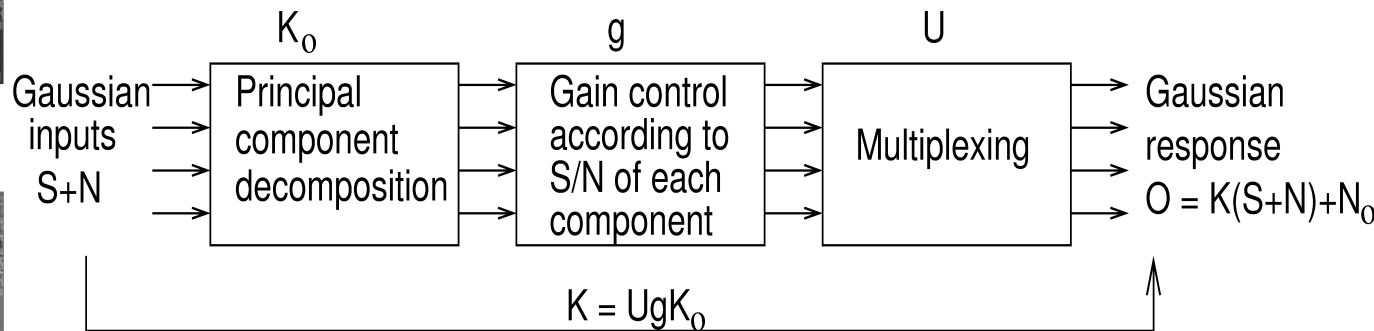 K₀
g
U
Gaussian
inputs
S+N
Principal
component
decomposition
Gain control
according to
S/N of each
component
Multiplexing
Gaussian
response
O = K(S+N)+N₀
K = UgK₀